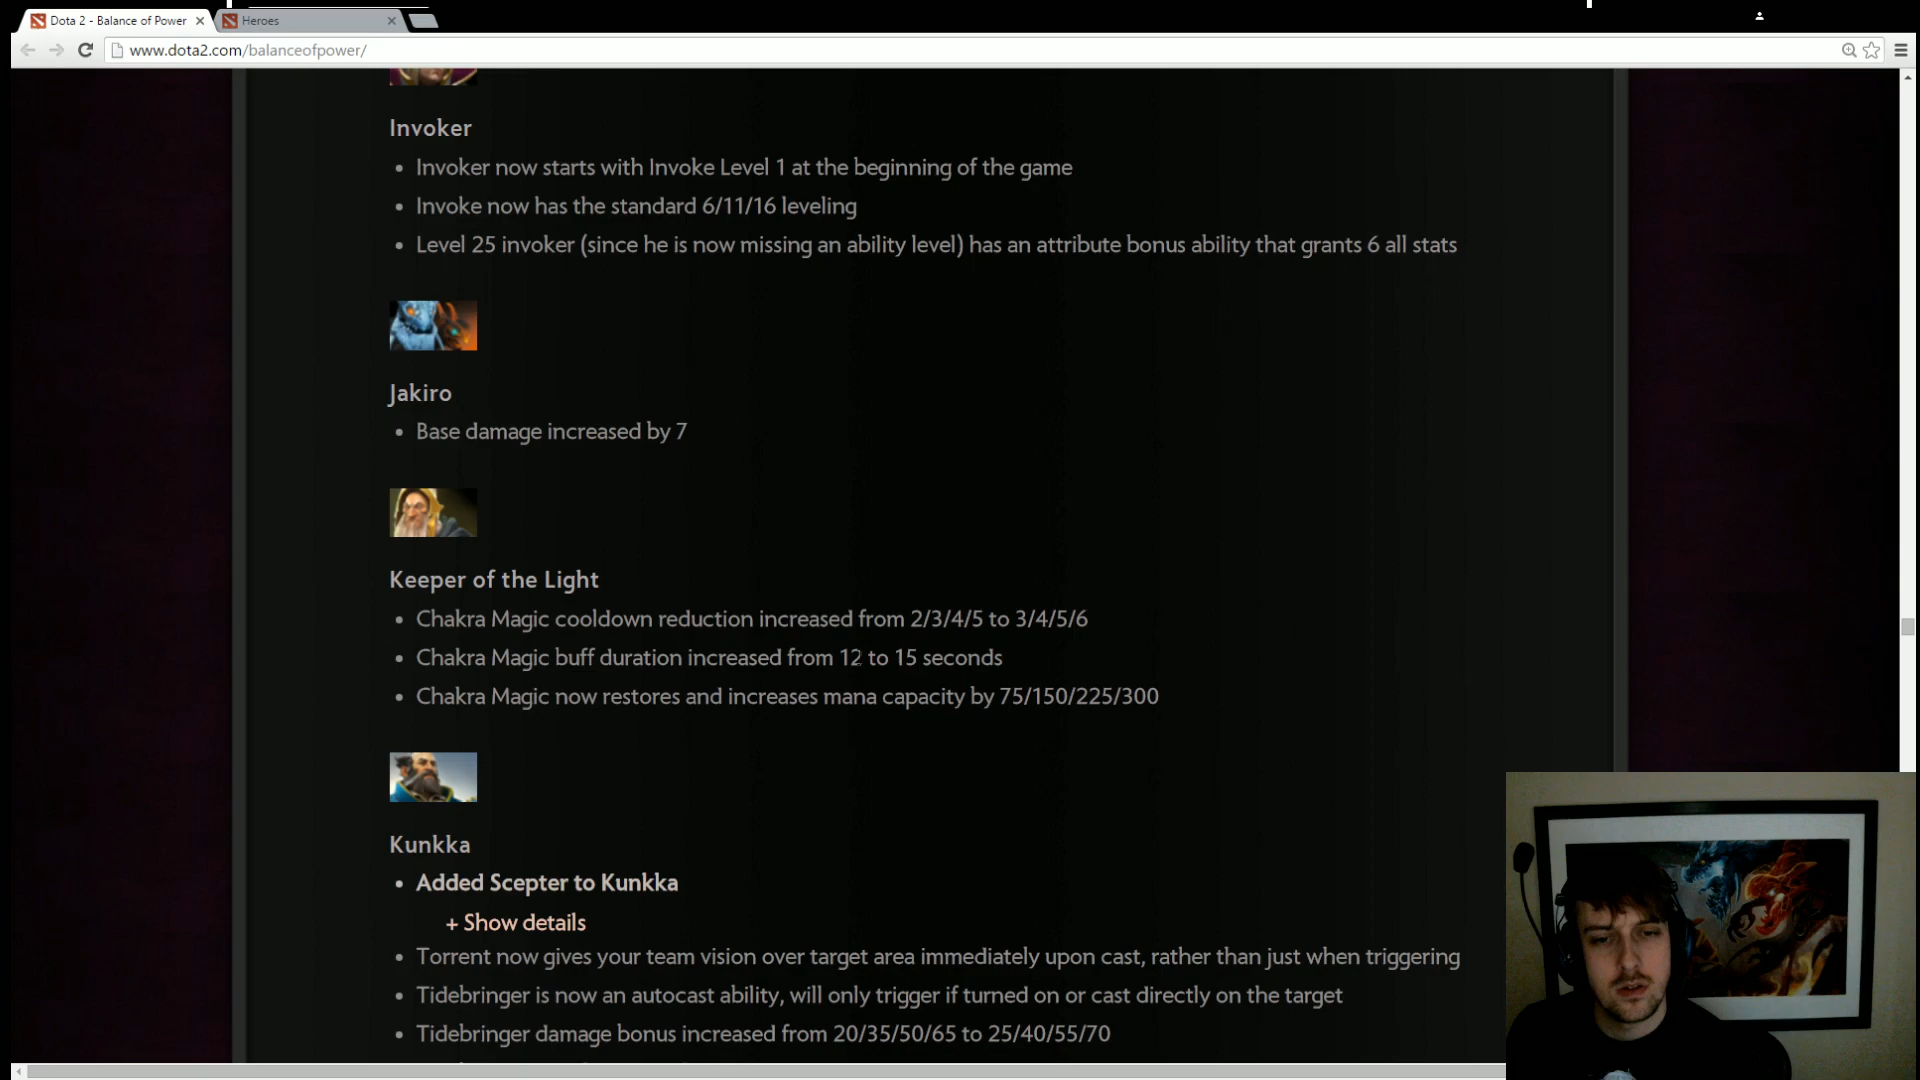 Dota 2 - Balance of Power
Heroes
www.dota2.com/balanceofpower/
Invoker
• Invoker now starts with Invoke Level 1 at the beginning of the game
• Invoke now has the standard 6/11/16 leveling
• Level 25 invoker (since he is now missing an ability level) has an attribute bonus ability that grants 6 all stats
Jakiro
• Base damage increased by 7
Keeper of the Light
• Chakra Magic cooldown reduction increased from 2/3/4/5 to 3/4/5/6
• Chakra Magic buff duration increased from 12 to 15 seconds
• Chakra Magic now restores and increases mana capacity by 75/150/225/300
Kunkka
• Added Scepter to Kunkka
+ Show details
• Torrent now gives your team vision over target area immediately upon cast, rather than just when triggering
• Tidebringer is now an autocast ability, will only trigger if turned on or cast directly on the target
• Tidebringer damage bonus increased from 20/35/50/65 to 25/40/55/70